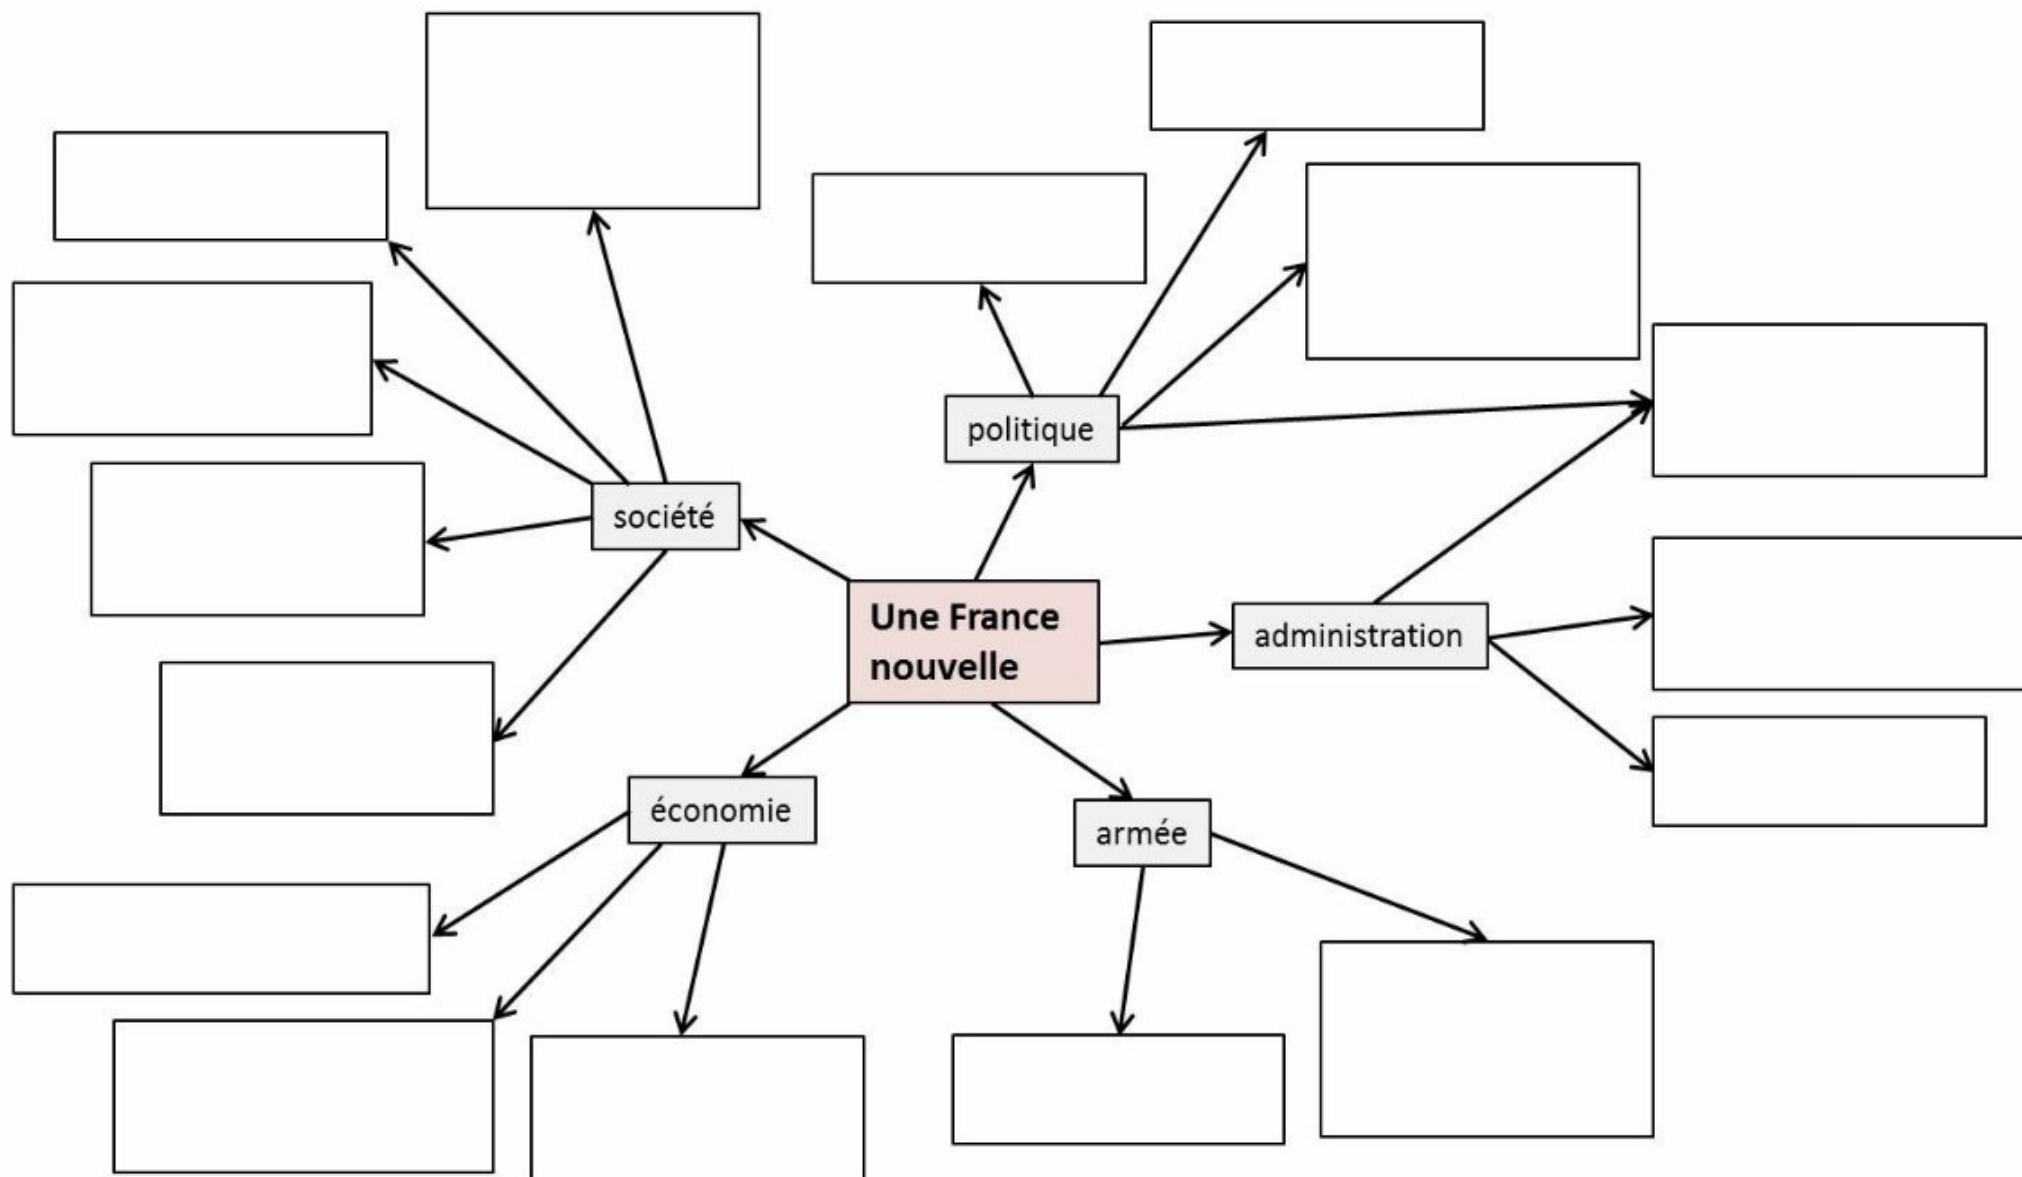 politique
société
Une France
nouvelle
administration
économie
armée